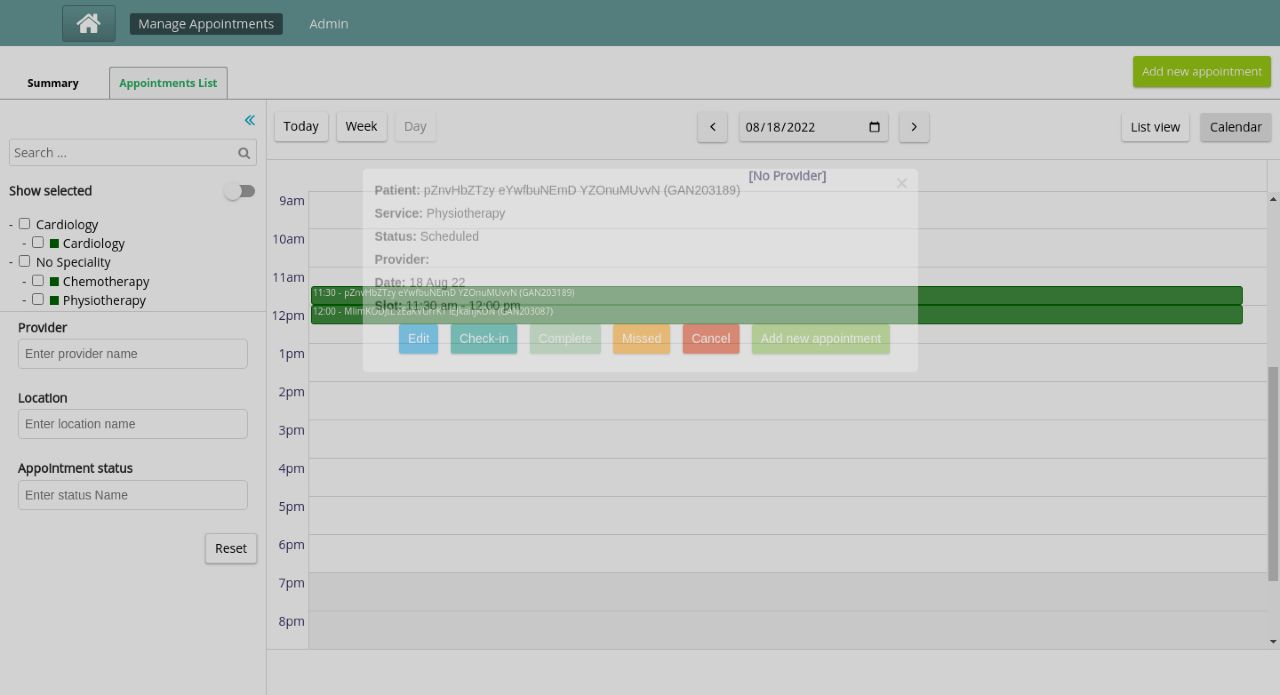 Manage Appointments Admin
Summary Appointments List Add new appointment
Today Week Day 08/18/2022 List view Calendar
Search ...
Show selected
- Cardiology
- Cardiology
- No Speciality
- Chemotherapy
- Physiotherapy
Provider
Enter provider name
Location
Enter location name
Appointment status
Enter status Name
Reset
[No Provider]
9am
10am
11am
12pm
1pm
2pm
3pm
4pm
5pm
6pm
7pm
8pm
Patient: pZnvHbZTzy eYwfbuNEmD YZOnuMUvvN (GAN203189)
Service: Physiotherapy
Status: Scheduled
Provider:
Date: 18 Aug 22
Slot: 11:30 am - 12:00 pm
11:30 - pZnvHbZTzy eYwfbuNEmD YZOnuMUvvN (GAN203189)
12:00 - (GAN203087)
Edit Check-in Complete Missed Cancel Add new appointment